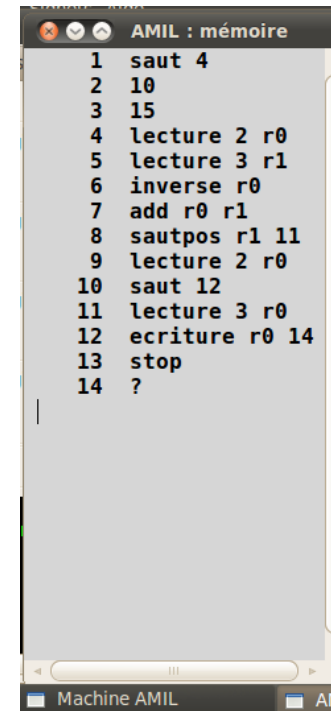 AMIL : mémoire
1 saut 4
2 10
3 15
4 lecture 2 r0
5 lecture 3 r1
6 inverse r0
7 add r0 r1
8 sautpos r1 11
9 lecture 2 r0
10 saut 12
11 lecture 3 r0
12 ecriture r0 14
13 stop
14 ?
Machine AMIL